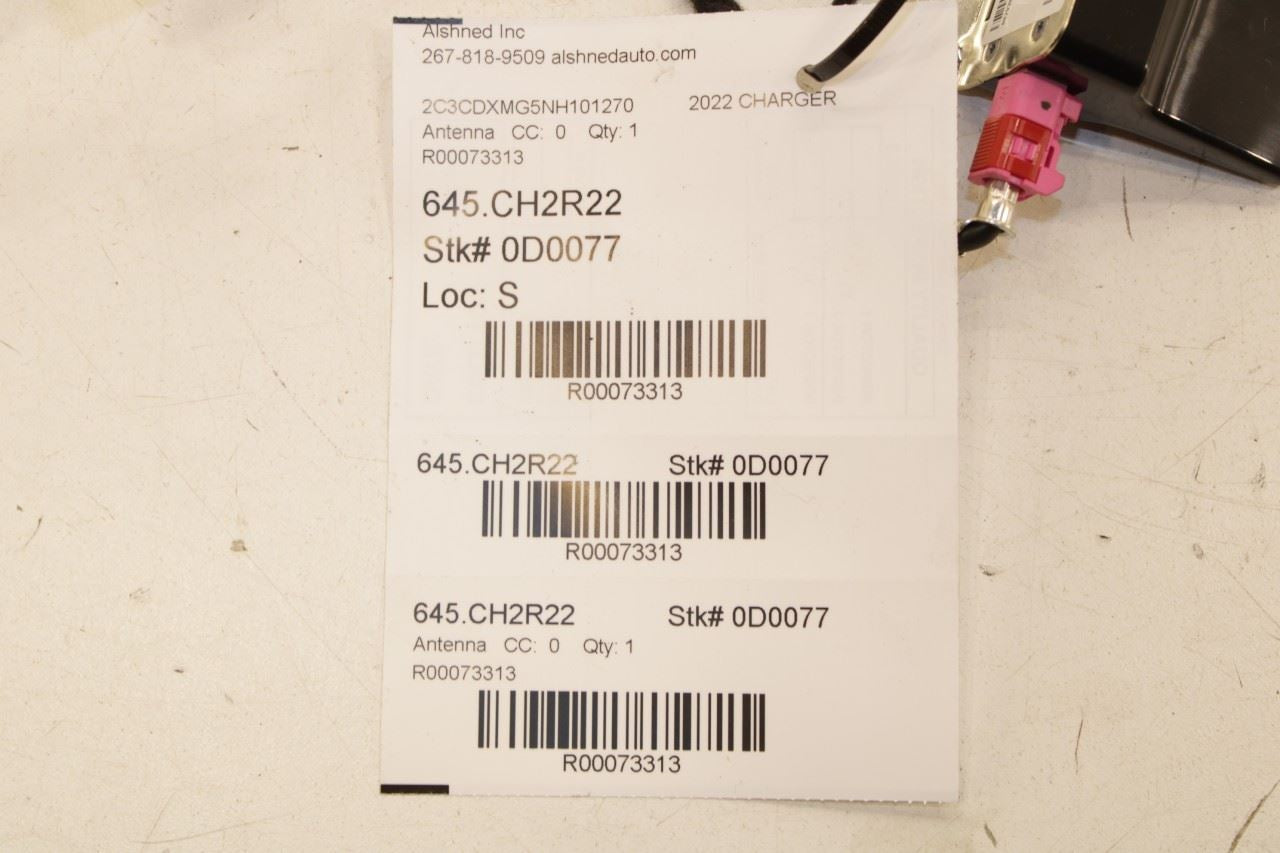 Alshned Inc
267-818-9509 alshnedauto.com
2C3CDXMG5NH101270 2022 CHARGER
Antenna CC: 0 Qty: 1
R00073313
645.CH2R22
Stk# 0D0077
Loc: S
R00073313
645.CH2R22 Stk# 0D0077
R00073313
645.CH2R22 Stk# 0D0077
Antenna CC: 0 Qty: 1
R00073313
R00073313